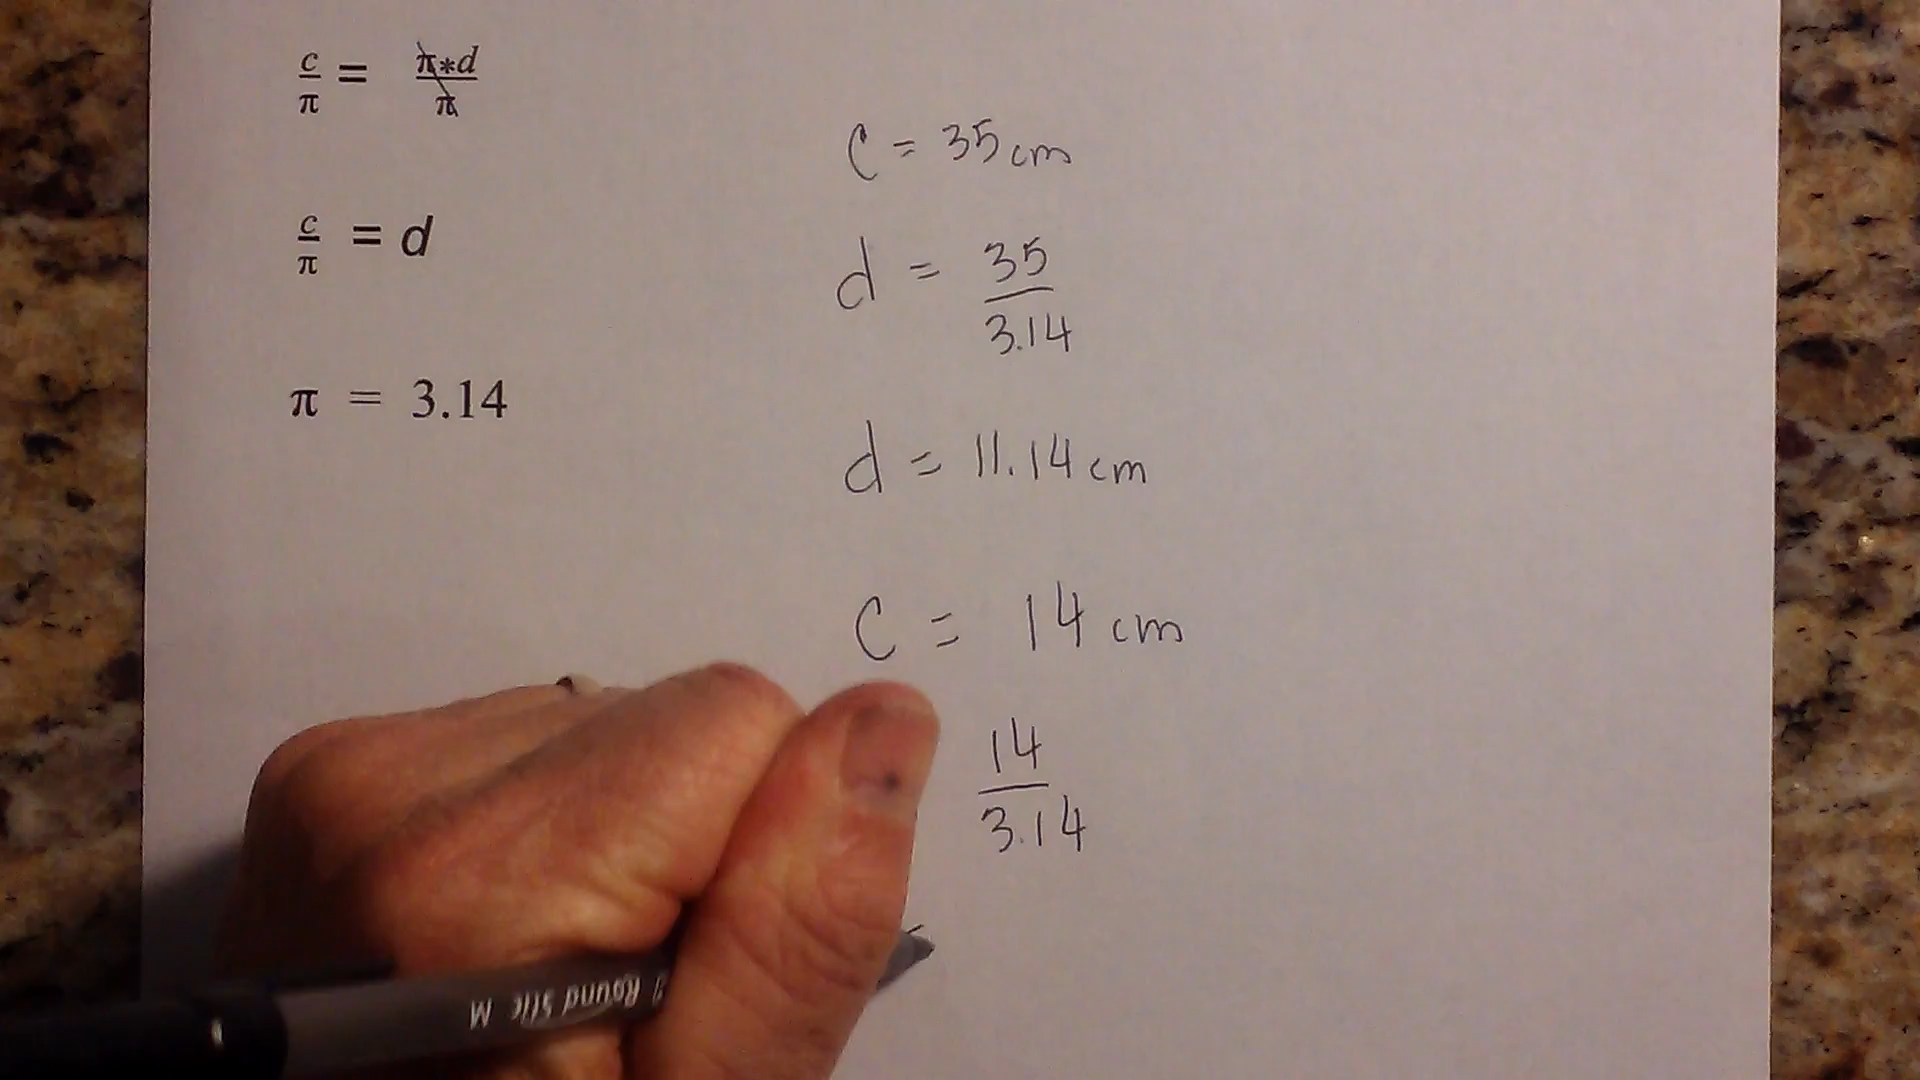 c/π = π*d/π
c/π = d
π = 3.14
C = 35 cm
d = 35/3.14
d = 11.14 cm
C = 14 cm
14/3.14
Round Stic M